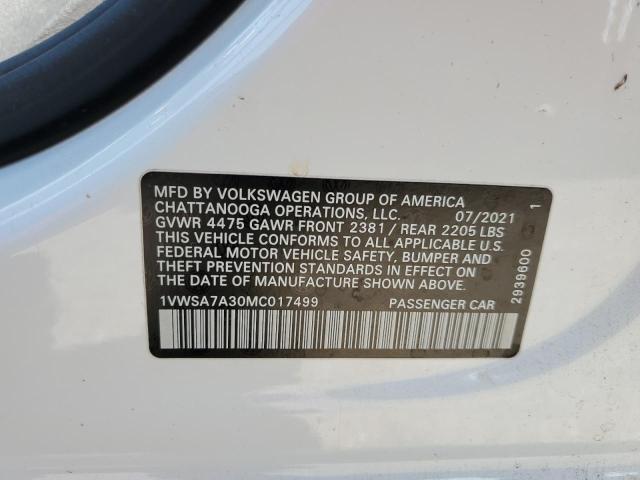 MFD BY VOLKSWAGEN GROUP OF AMERICA
CHATTANOOGA OPERATIONS, LLC. 07/2021
GVWR 4475 GAWR FRONT 2381 / REAR 2205 LBS
THIS VEHICLE CONFORMS TO ALL APPLICABLE U.S.
FEDERAL MOTOR VEHICLE SAFETY, BUMPER AND
THEFT PREVENTION STANDARDS IN EFFECT ON
THE DATE OF MANUFACTURE SHOWN ABOVE.
1VWSA7A30MC017499 PASSENGER CAR
2939600 1